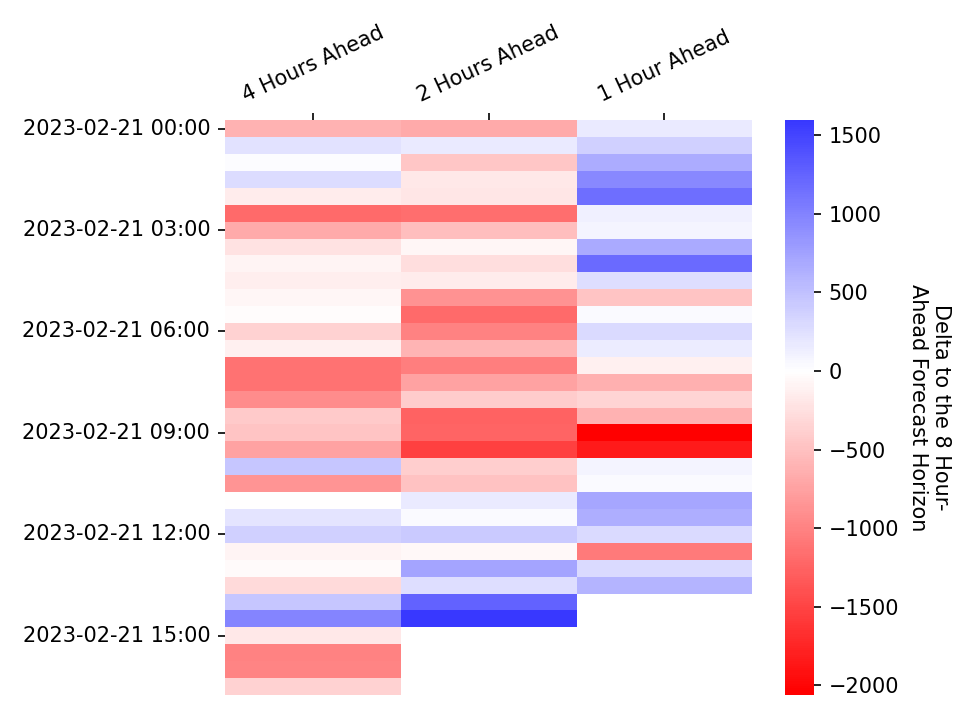 4 Hours Ahead
2 Hours Ahead
1 Hour Ahead
2023-02-21 00:00
2023-02-21 03:00
2023-02-21 06:00
2023-02-21 09:00
2023-02-21 12:00
2023-02-21 15:00
1500
1000
500
0
−500
−1000
−1500
−2000
Delta to the 8 Hour-
Ahead Forecast Horizon